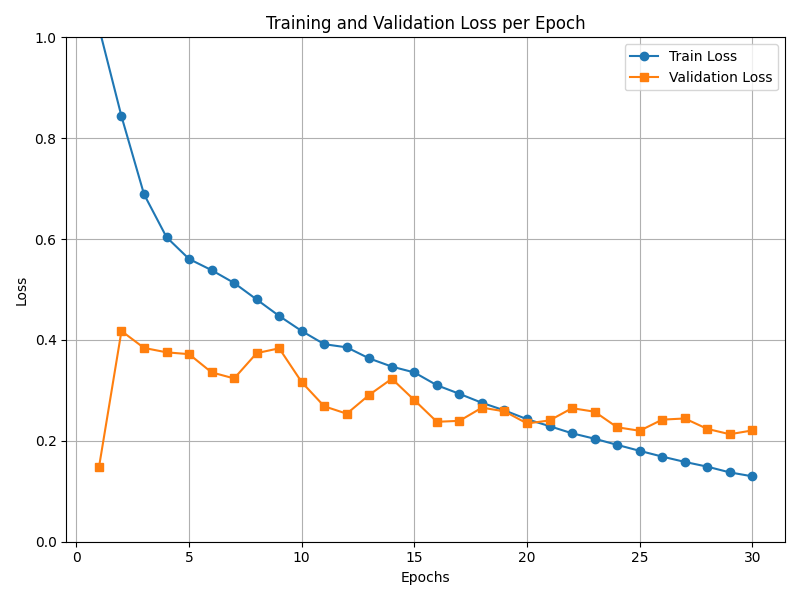 Training and Validation Loss per Epoch
Train Loss
Validation Loss
1.0
0.8
0.6
0.4
0.2
0.0
Loss
0 5 10 15 20 25 30
Epochs